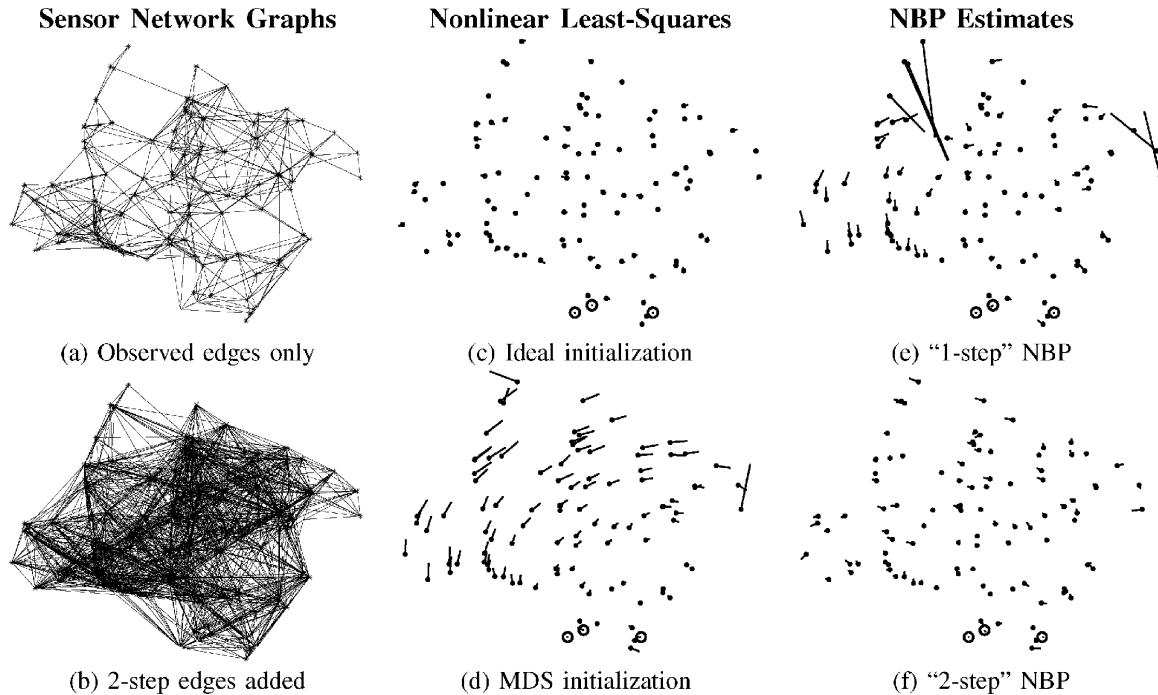 Sensor Network Graphs
Nonlinear Least-Squares
NBP Estimates
(a) Observed edges only
(c) Ideal initialization
(e) “1-step” NBP
(b) 2-step edges added
(d) MDS initialization
(f) “2-step” NBP